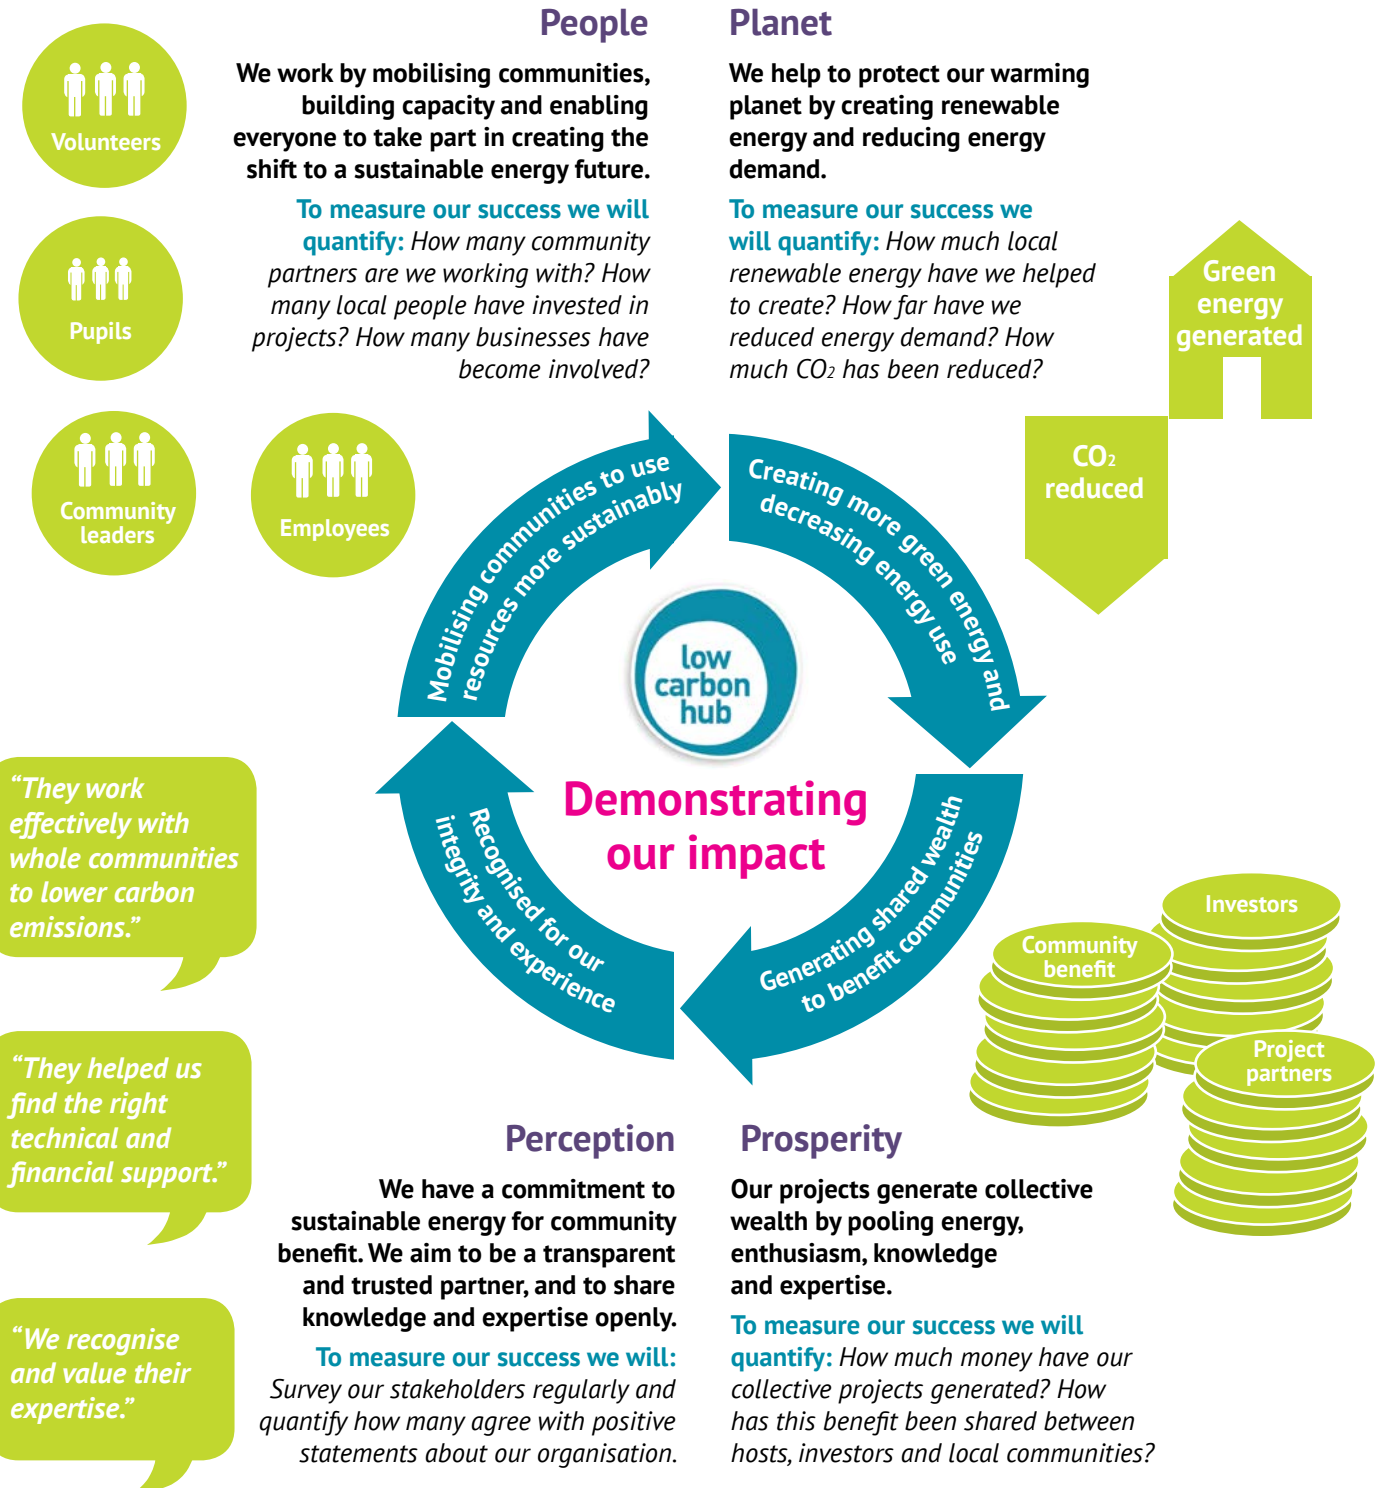 People
We work by mobilising communities,
building capacity and enabling
everyone to take part in creating the
shift to a sustainable energy future.
To measure our success we will
quantify: How many community
partners are we working with? How
many local people have invested in
projects? How many businesses have
become involved?
Volunteers
Pupils
Community
leaders
Employees
Planet
We help to protect our warming
planet by creating renewable
energy and reducing energy
demand.
To measure our success we
will quantify: How much local
renewable energy have we helped
to create? How far have we
reduced energy demand? How
much CO2 has been reduced?
Green
energy
generated
CO2
reduced
Mobilising communities to use
resources more sustainably
Creating more green energy and
decreasing energy use
low
carbon
hub
Demonstrating
our impact
Generating shared wealth
to benefit communities
Recognised for our
integrity and experience
“They work
effectively with
whole communities
to lower carbon
emissions.”
“They helped us
find the right
technical and
financial support.”
“We recognise
and value their
expertise.”
Investors
Community
benefit
Project
partners
Perception
We have a commitment to
sustainable energy for community
benefit. We aim to be a transparent
and trusted partner, and to share
knowledge and expertise openly.
To measure our success we will:
Survey our stakeholders regularly and
quantify how many agree with positive
statements about our organisation.
Prosperity
Our projects generate collective
wealth by pooling energy,
enthusiasm, knowledge
and expertise.
To measure our success we will
quantify: How much money have our
collective projects generated? How
has this benefit been shared between
hosts, investors and local communities?